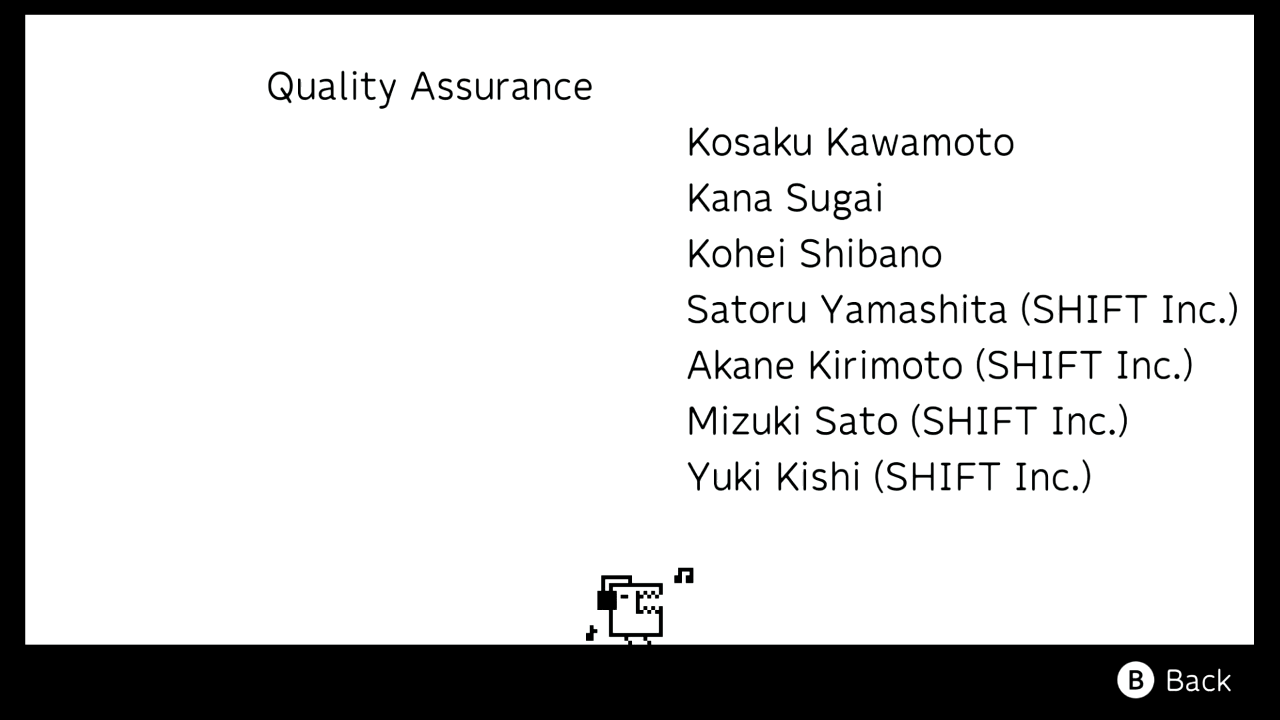 Quality Assurance
Kosaku Kawamoto
Kana Sugai
Kohei Shibano
Satoru Yamashita (SHIFT Inc.)
Akane Kirimoto (SHIFT Inc.)
Mizuki Sato (SHIFT Inc.)
Yuki Kishi (SHIFT Inc.)
B Back